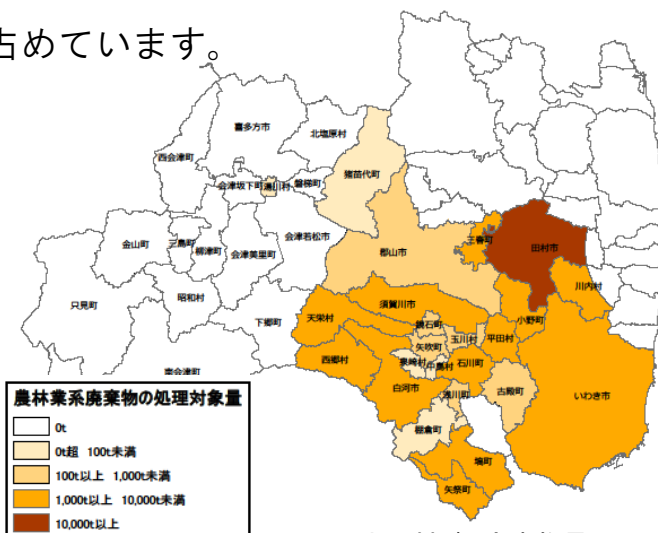 占めています。
喜多方市
北塩原村
西会津町
猪苗代町
会津坂下町
湯川村
磐梯町
三春町
田村市
金山町
三島町
柳津町
会津美里町
会津若松市
郡山市
川内村
只見町
昭和村
下郷町
天栄村
須賀川市
鏡石町
玉川村
平田村
小野町
矢吹町
西郷村
泉崎村
中島村
石川町
南会津町
白河市
浅川町
古殿町
いわき市
棚倉町
塙町
矢祭町
農林業系廃棄物の処理対象量
0t
0t超 100t未満
100t以上 1,000t未満
1,000t以上 10,000t未満
10,000t以上